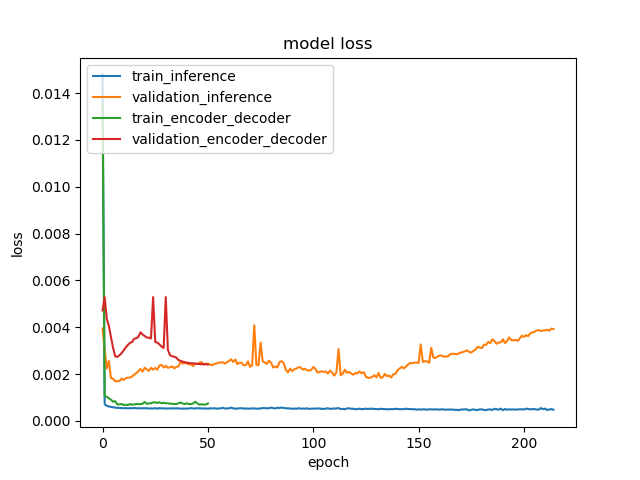 model loss
train_inference
validation_inference
train_encoder_decoder
validation_encoder_decoder
0.014
0.012
0.010
0.008
0.006
0.004
0.002
0.000
loss
0 50 100 150 200
epoch